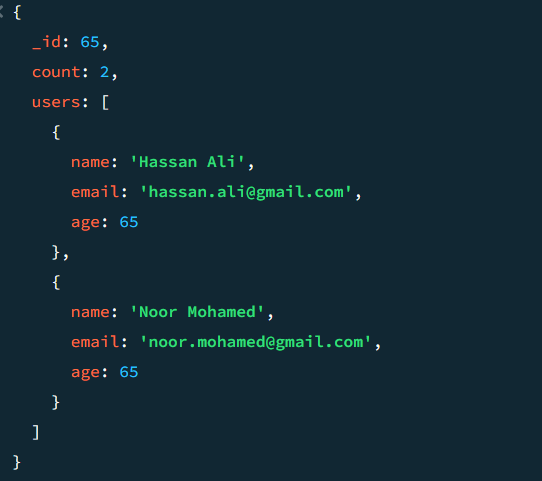 {
_id: 65,
count: 2,
users: [
{
name: 'Hassan Ali',
email: 'hassan.ali@gmail.com',
age: 65
},
{
name: 'Noor Mohamed',
email: 'noor.mohamed@gmail.com',
age: 65
}
]
}